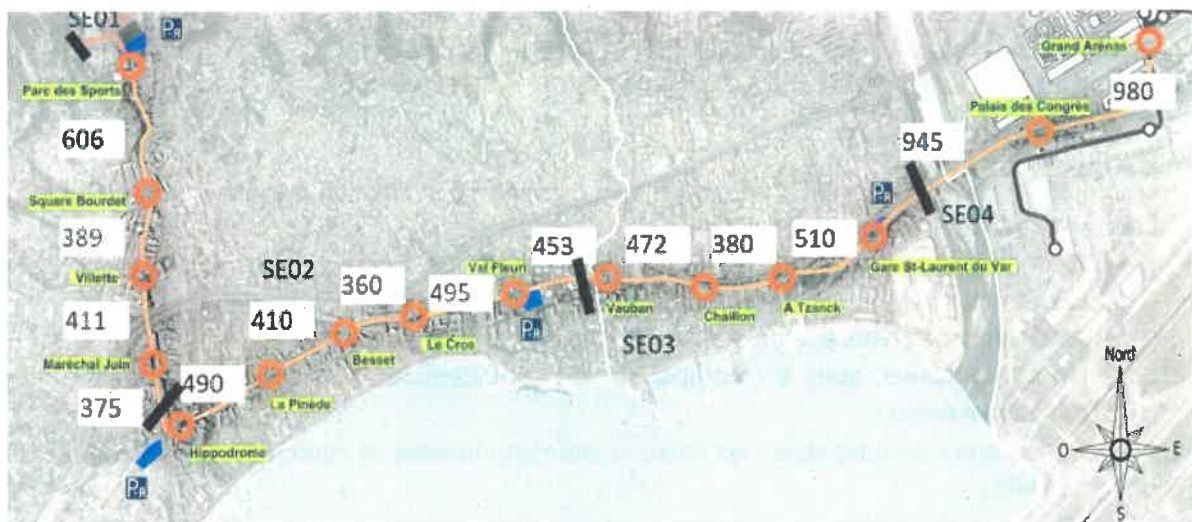 SE01
P+R
Grand Arenas
Parc des Sports
980
Palais des Congrès
606
945
Square Bourdet
P+R
SE04
389
453
472
380
510
Gare St-Laurent du Var
Villette
SE02
Val Fleuri
360
495
Vauban
Chaillon
A.Tzanck
411
410
Le Cros
P+R
SE03
Besset
Maréchal Juin
490
La Pinède
375
Hippodrome
P+R
Nord
O
E
S